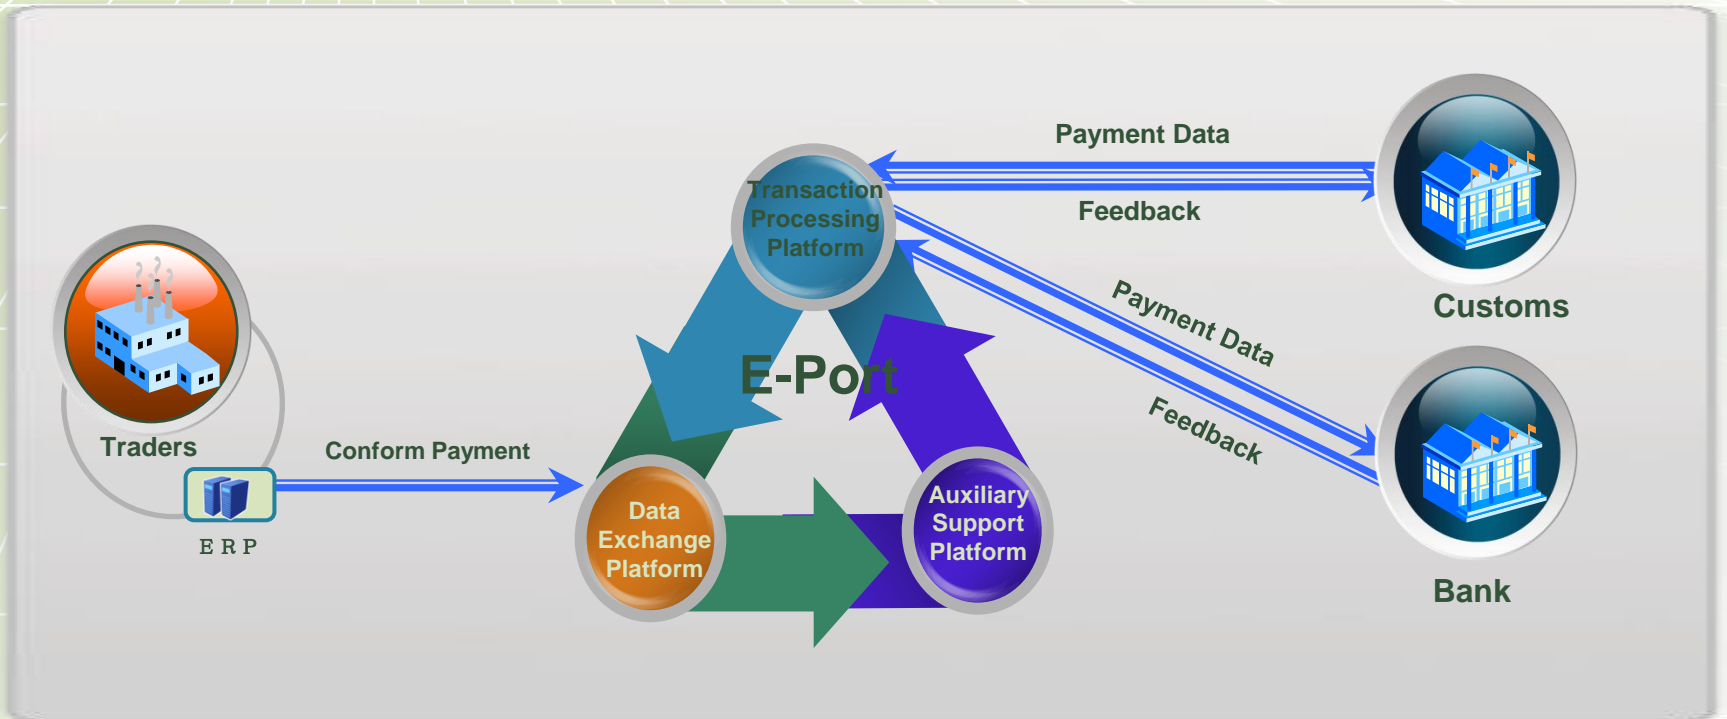 Payment Data
Transaction
Processing
Platform
Feedback
Payment Data
Customs
E-Port
Feedback
Traders
Conform Payment
ERP
Data
Exchange
Platform
Auxiliary
Support
Platform
Bank